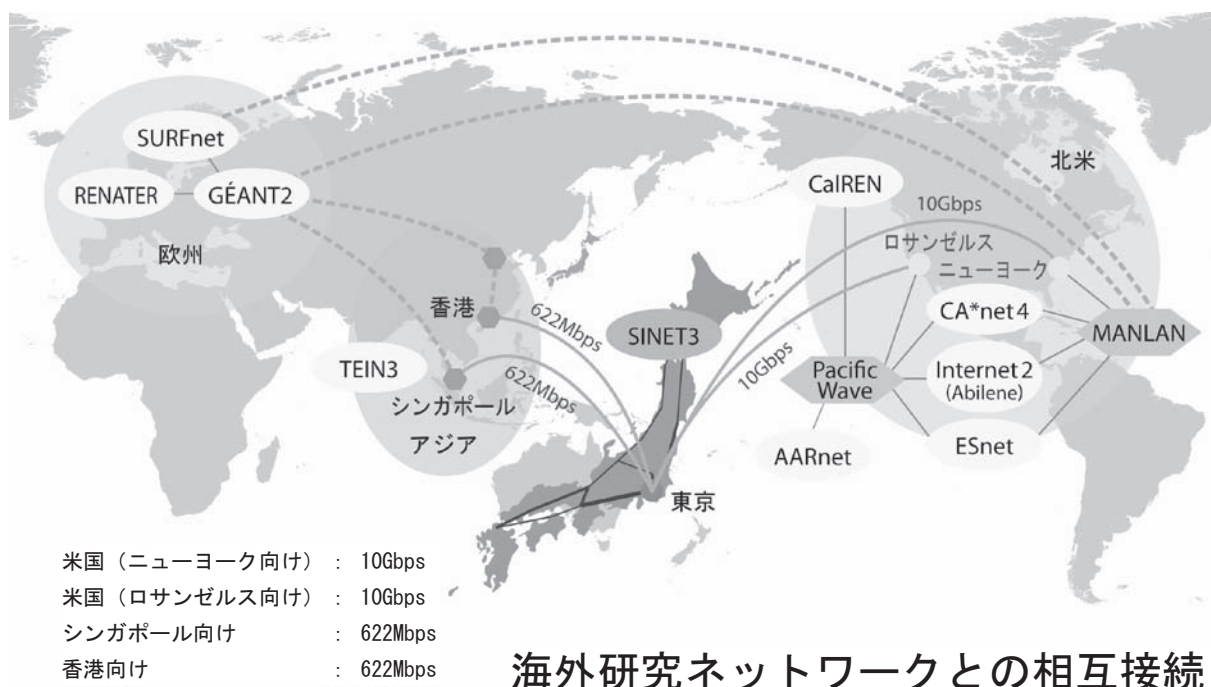 SURFnet
RENATER
GÉANT2
欧州
香港
TEIN3
シンガポール
アジア
622Mbps
622Mbps
SINET3
東京
10Gbps
10Gbps
北米
CalREN
ロサンゼルス
ニューヨーク
CA*net4
MANLAN
Pacific
Wave
Internet2
(Abilene)
AARnet
ESnet
米国（ニューヨーク向け） : 10Gbps
米国（ロサンゼルス向け） : 10Gbps
シンガポール向け : 622Mbps
香港向け : 622Mbps
海外研究ネットワークとの相互接続